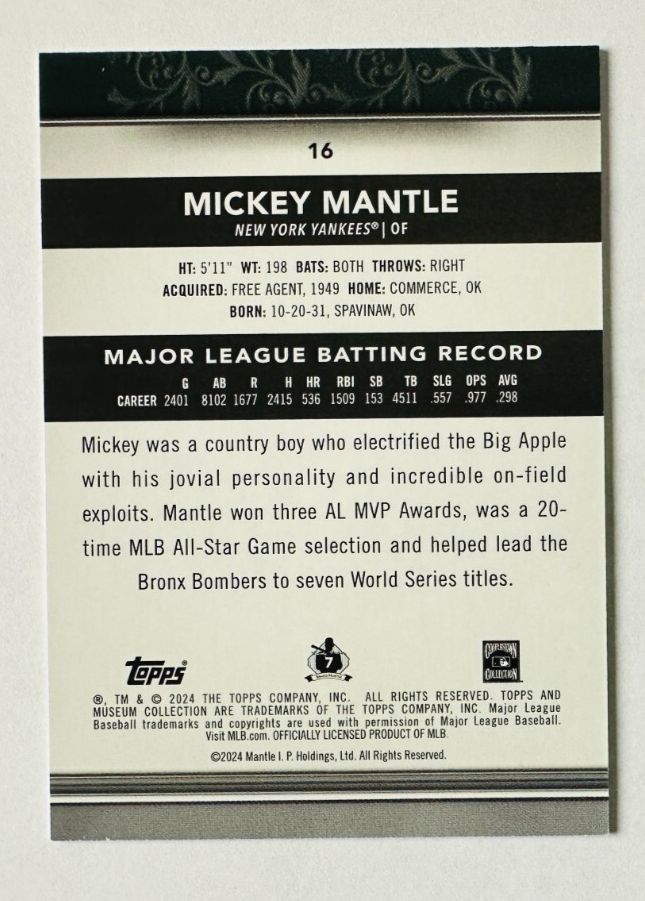 16
MICKEY MANTLE
NEW YORK YANKEES® | OF
HT: 5'11" WT: 198 BATS: BOTH THROWS: RIGHT
ACQUIRED: FREE AGENT, 1949 HOME: COMMERCE, OK
BORN: 10-20-31, SPAVINAW, OK
MAJOR LEAGUE BATTING RECORD
G AB R H HR RBI SB TB SLG OPS AVG
CAREER 2401 8102 1677 2415 536 1509 153 4511 .557 .977 .298
Mickey was a country boy who electrified the Big Apple
with his jovial personality and incredible on-field
exploits. Mantle won three AL MVP Awards, was a 20-
time MLB All-Star Game selection and helped lead the
Bronx Bombers to seven World Series titles.
Topps®
7
COOPERSTOWN
COLLECTION
®, TM & © 2024 THE TOPPS COMPANY, INC. ALL RIGHTS RESERVED. TOPPS AND
MUSEUM COLLECTION ARE TRADEMARKS OF THE TOPPS COMPANY, INC. Major League
Baseball trademarks and copyrights are used with permission of Major League Baseball.
Visit MLB.com. OFFICIALLY LICENSED PRODUCT OF MLB.
©2024 Mantle I. P. Holdings, Ltd. All Rights Reserved.